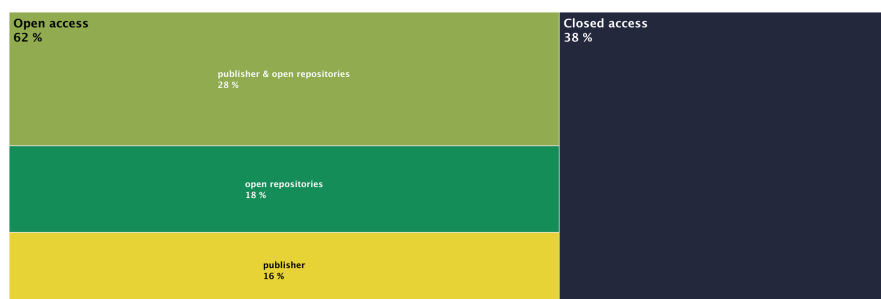 Open access
62 %
Closed access
38 %
publisher & open repositories
28 %
open repositories
18 %
publisher
16 %